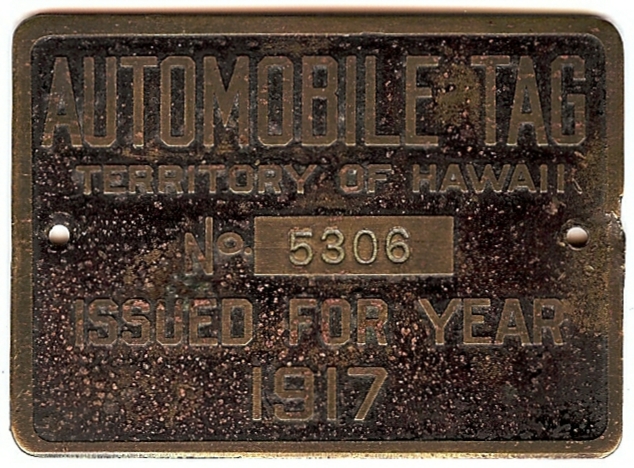 AUTOMOBILE TAG
TERRITORY OF HAWAII
No. 5306
ISSUED FOR YEAR
1917